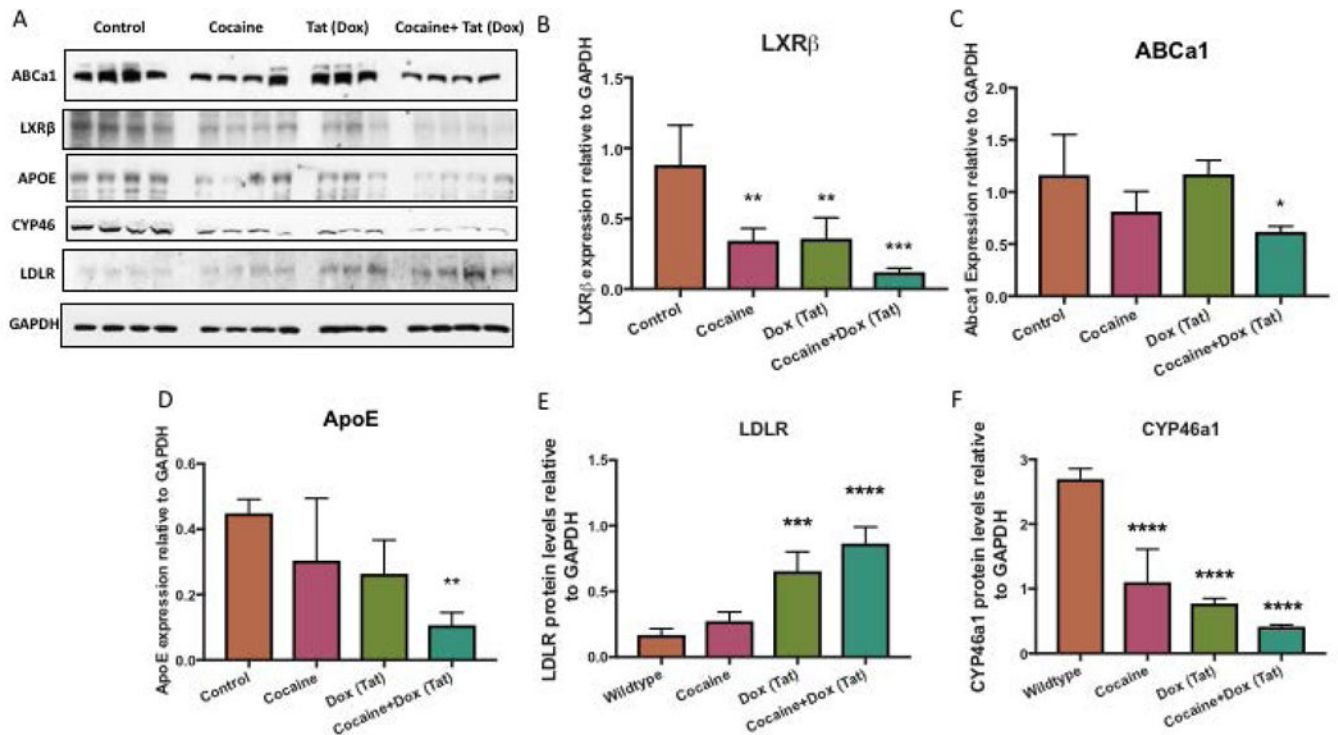 A
Control Cocaine Tat (Dox) Cocaine+ Tat (Dox)
ABCa1
LXRβ
APOE
CYP46
LDLR
GAPDH
B
LXRβ
LXRβ expression relative to GAPDH
1.5
1.0
0.5
0.0
** ** ***
Control Cocaine Dox (Tat) Cocaine+Dox (Tat)
C
ABCa1
Abca1 Expression relative to GAPDH
2.0
1.5
1.0
0.5
0.0
*
Control Cocaine Dox (Tat) Cocaine+Dox (Tat)
D
ApoE
ApoE expression relative to GAPDH
0.6
0.4
0.2
0.0
**
Control Cocaine Dox (Tat) Cocaine+Dox (Tat)
E
LDLR
LDLR protein levels relative
to GAPDH
1.5
1.0
0.5
0.0
*** ****
Wildtype Cocaine Dox (Tat) Cocaine+Dox (Tat)
F
CYP46a1
CYP46a1 protein levels relative
to GAPDH
3
2
1
0
**** **** ****
Wildtype Cocaine Dox (Tat) Cocaine+Dox (Tat)